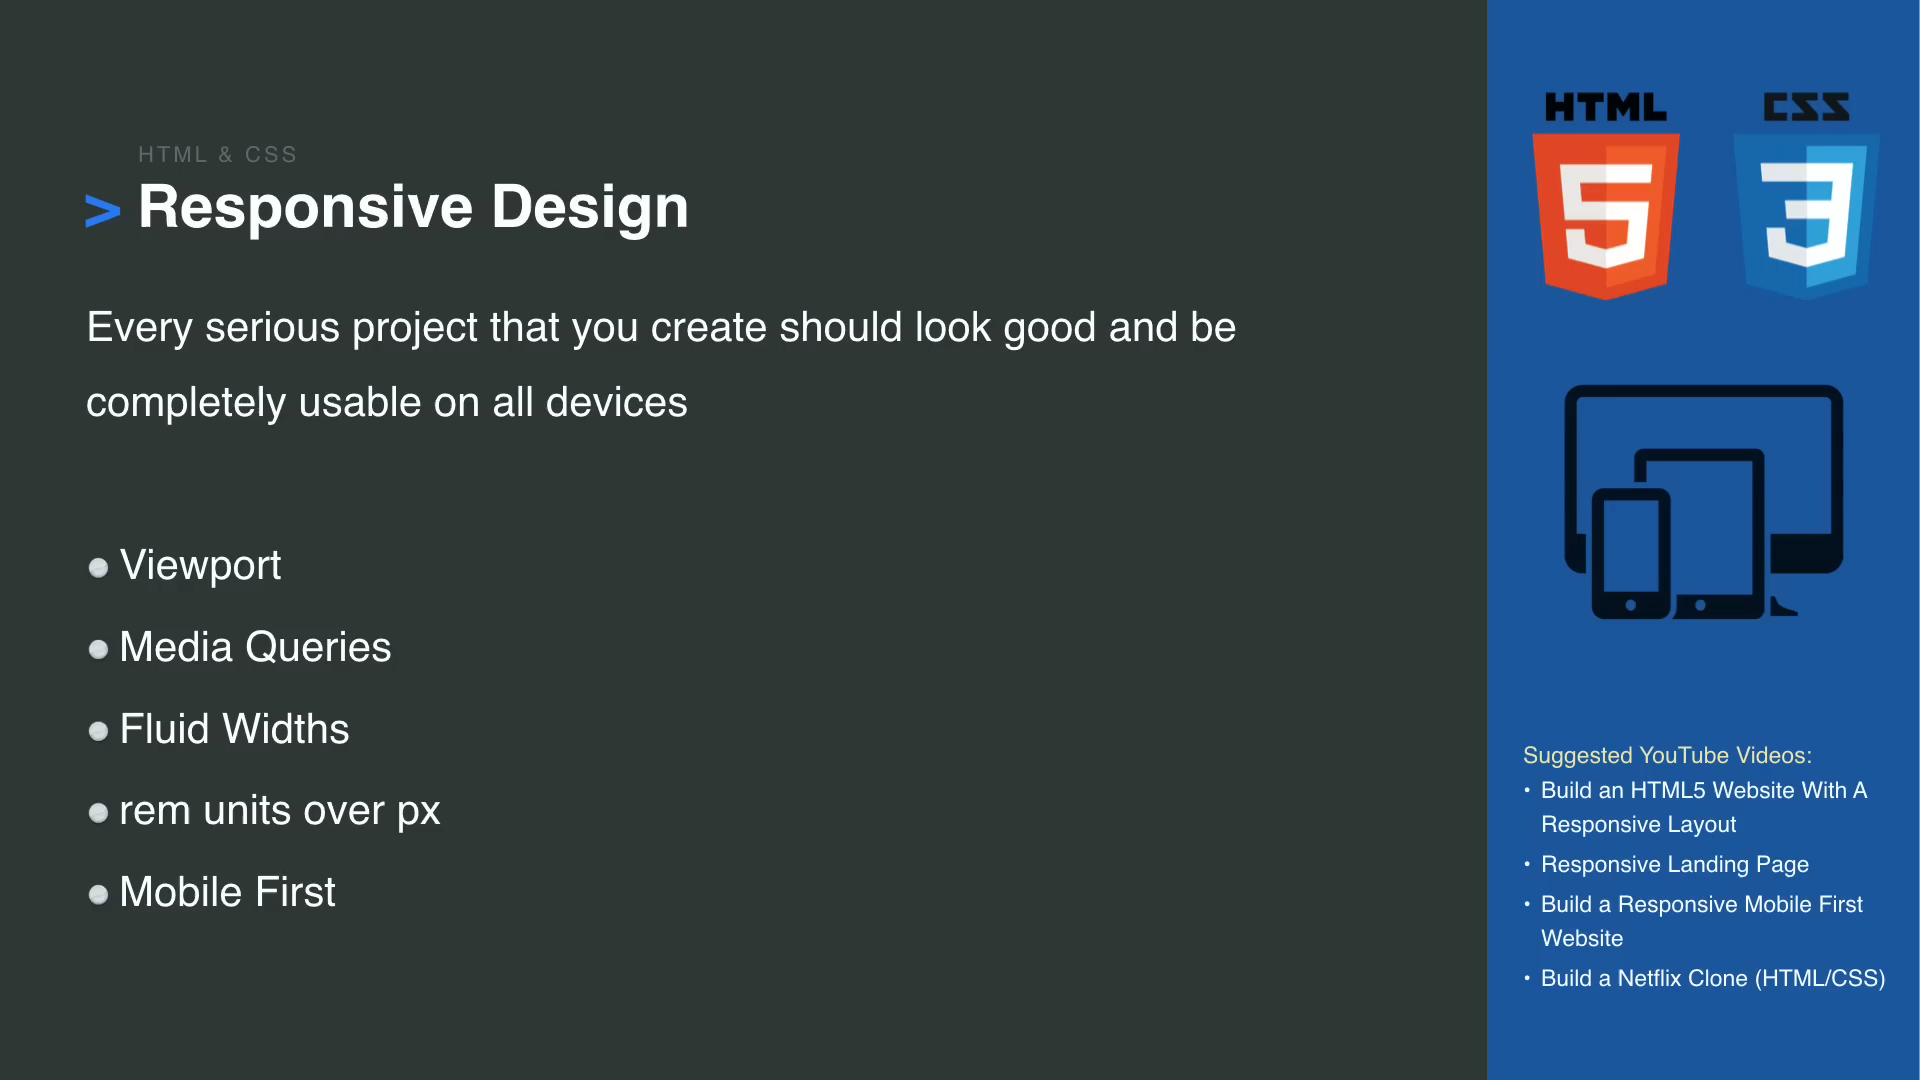 HTML & CSS
> Responsive Design
Every serious project that you create should look good and be
completely usable on all devices
Viewport
Media Queries
Fluid Widths
rem units over px
Mobile First
HTML
5
CSS
3
Suggested YouTube Videos:
• Build an HTML5 Website With A
Responsive Layout
• Responsive Landing Page
• Build a Responsive Mobile First
Website
• Build a Netflix Clone (HTML/CSS)